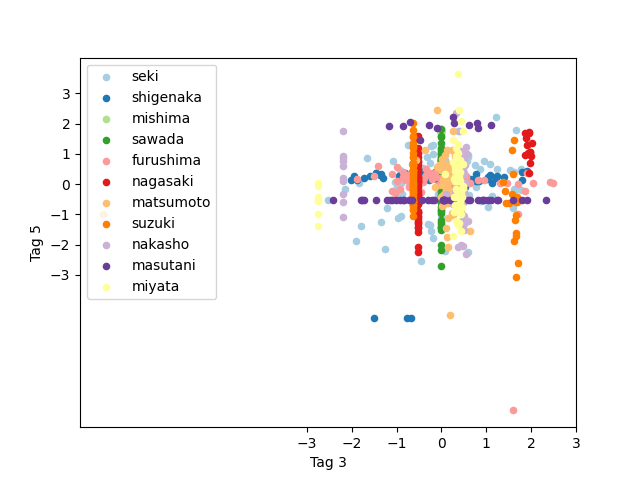 seki
shigenaka
mishima
sawada
furushima
nagasaki
matsumoto
suzuki
nakasho
masutani
miyata
3
2
1
0
−1
−2
−3
Tag 5
−3 −2 −1 0 1 2 3
Tag 3